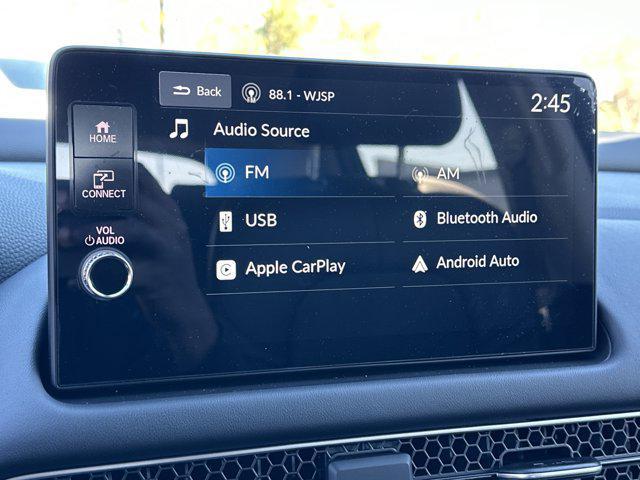 Back
88.1 - WJSP
2:45
HOME
Audio Source
CONNECT
FM
AM
VOL
AUDIO
USB
Bluetooth Audio
Apple CarPlay
Android Auto